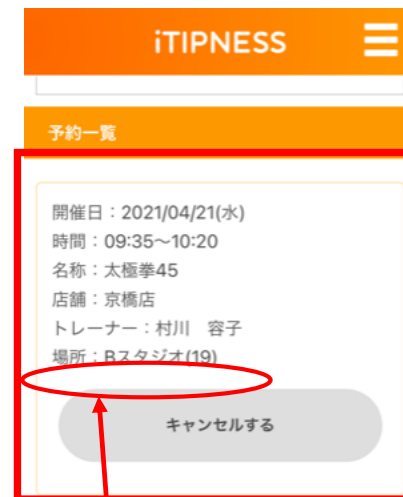 iTIPNESS
予約一覧
開催日：2021/04/21(水)
時間：09:35〜10:20
名称：太極拳45
店舗：京橋店
トレーナー：村川　容子
場所：Bスタジオ(19)
キャンセルする